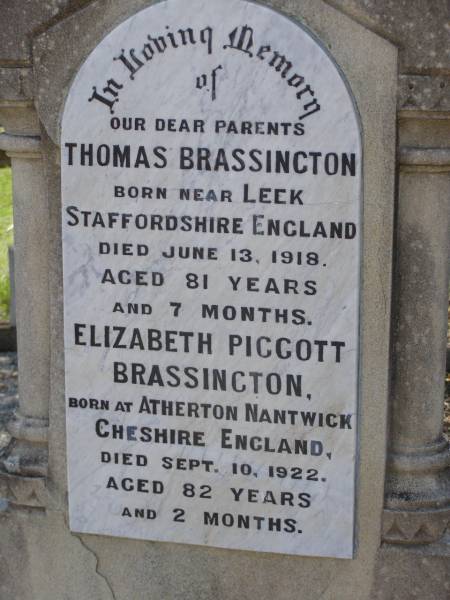 In Loving Memory
of
OUR DEAR PARENTS
THOMAS BRASSINGTON
BORN NEAR LEEK
STAFFORDSHIRE ENGLAND
DIED JUNE 13, 1918.
AGED 81 YEARS
AND 7 MONTHS.
ELIZABETH PIGGOTT
BRASSINGTON,
BORN AT ATHERTON NANTWICK
CHESHIRE ENGLAND,
DIED SEPT. 10, 1922.
AGED 82 YEARS
AND 2 MONTHS.